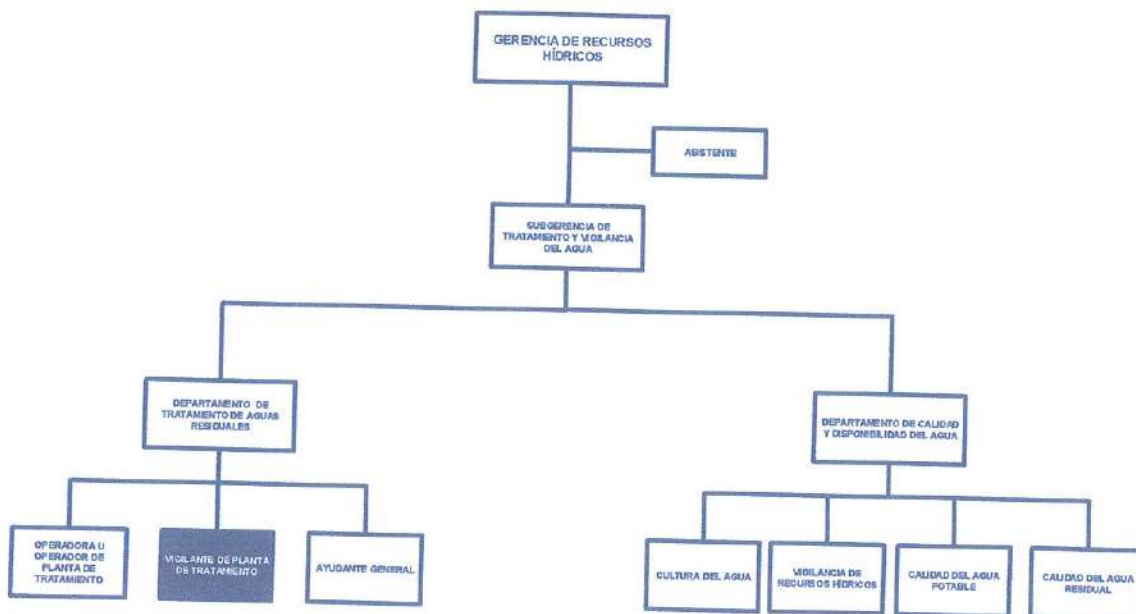 GERENCIA DE RECURSOS
HÍDRICOS
ASISTENTE
SUBGERENCIA DE
TRATAMIENTO Y VIGILANCIA
DEL AGUA
DEPARTAMENTO DE
TRATAMIENTO DE AGUAS
RESIDUALES
DEPARTAMENTO DE CALIDAD
Y DISPONIBILIDAD DEL AGUA
OPERADORA U
OPERADOR DE
PLANTA DE
TRATAMIENTO
VIGILANTE DE PLANTA
DE TRATAMIENTO
AYUDANTE GENERAL
CULTURA DEL AGUA
VIGILANCIA DE
RECURSOS HÍDRICOS
CALIDAD DEL AGUA
POTABLE
CALIDAD DEL AGUA
RESIDUAL